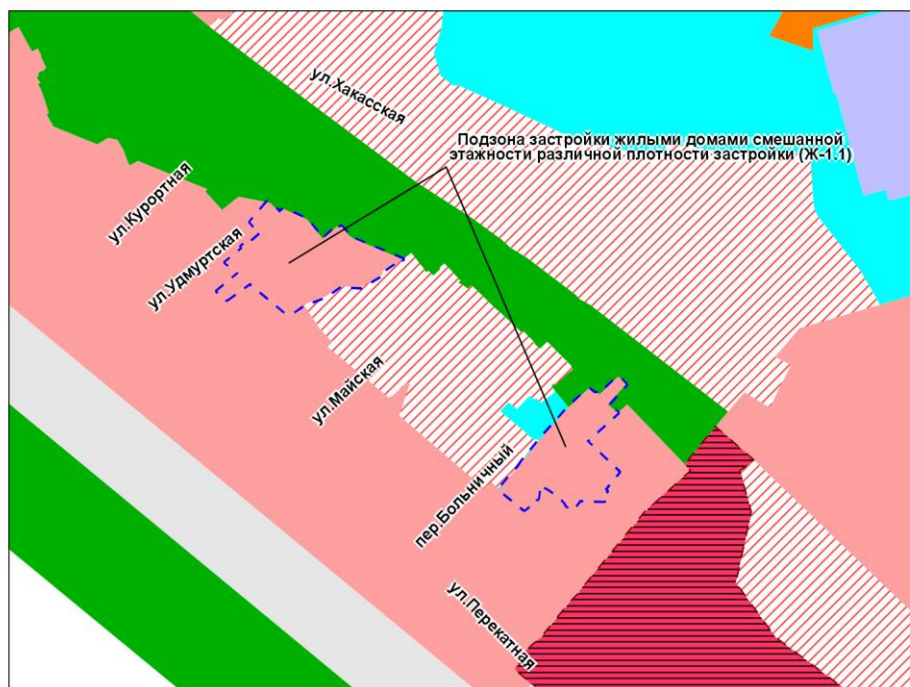 ул.Хакасская
Подзона застройки жилыми домами смешанной
этажности различной плотности застройки (Ж-1.1)
ул.Курортная
ул.Удмуртская
ул.Майская
пер.Больничный
ул.Перекатная